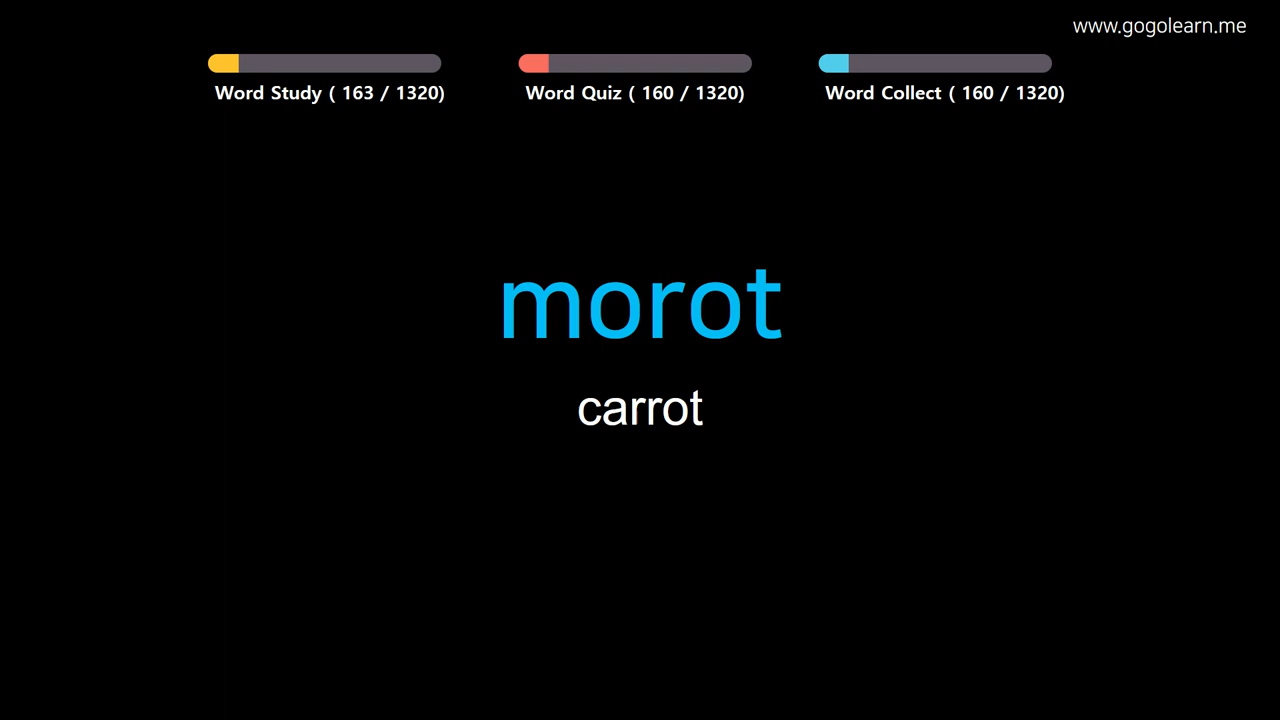 www.gogolearn.me
Word Study ( 163 / 1320)
Word Quiz ( 160 / 1320)
Word Collect ( 160 / 1320)
morot
carrot